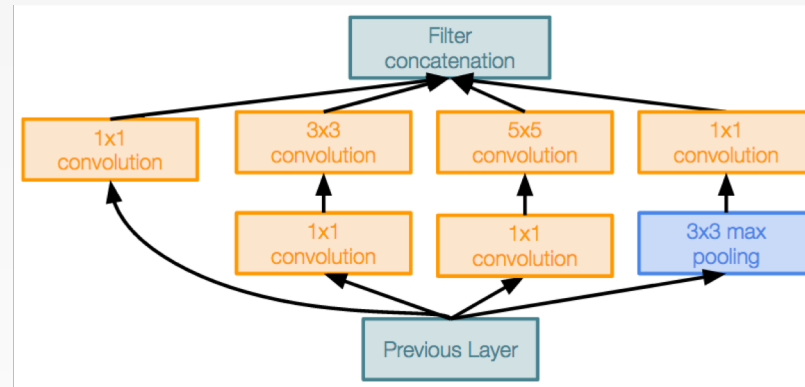 Filter
concatenation
1x1
convolution
3x3
convolution
5x5
convolution
1x1
convolution
1x1
convolution
1x1
convolution
3x3 max
pooling
Previous Layer